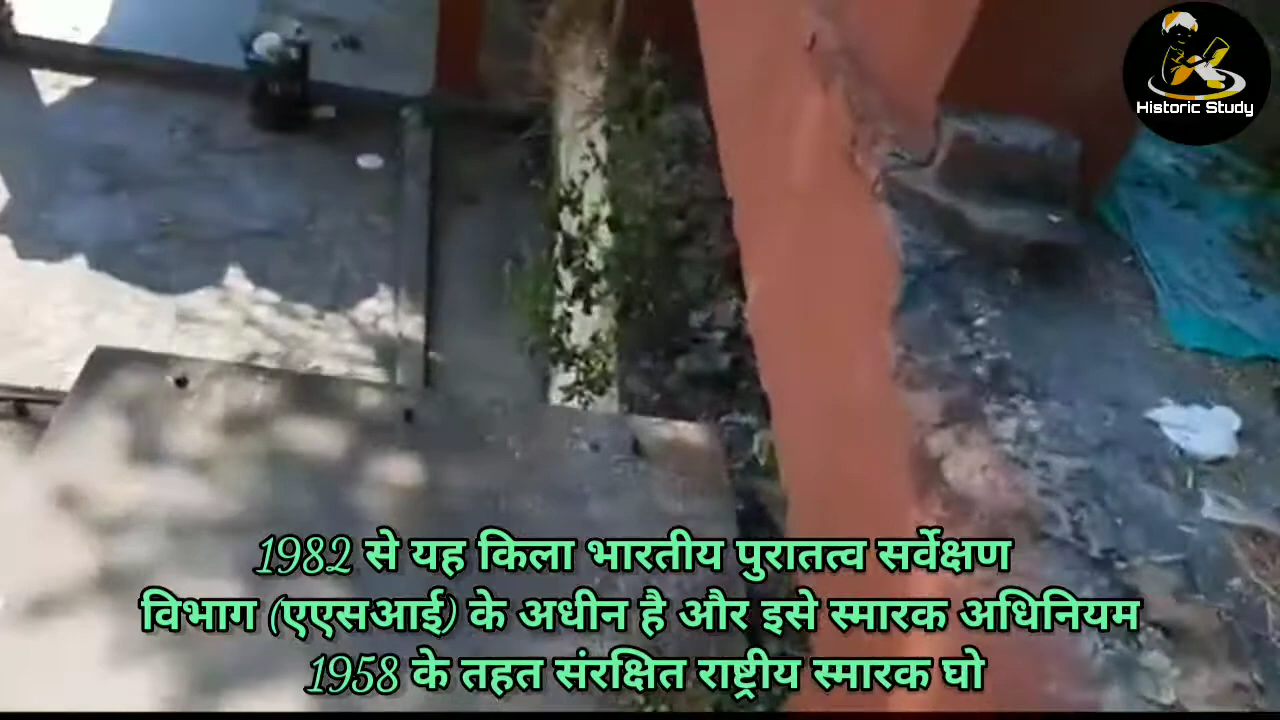 Historic Study
1982 से यह किला भारतीय पुरातत्व सर्वेक्षण
विभाग (एएसआई) के अधीन है और इसे स्मारक अधिनियम
1958 के तहत संरक्षित राष्ट्रीय स्मारक घो